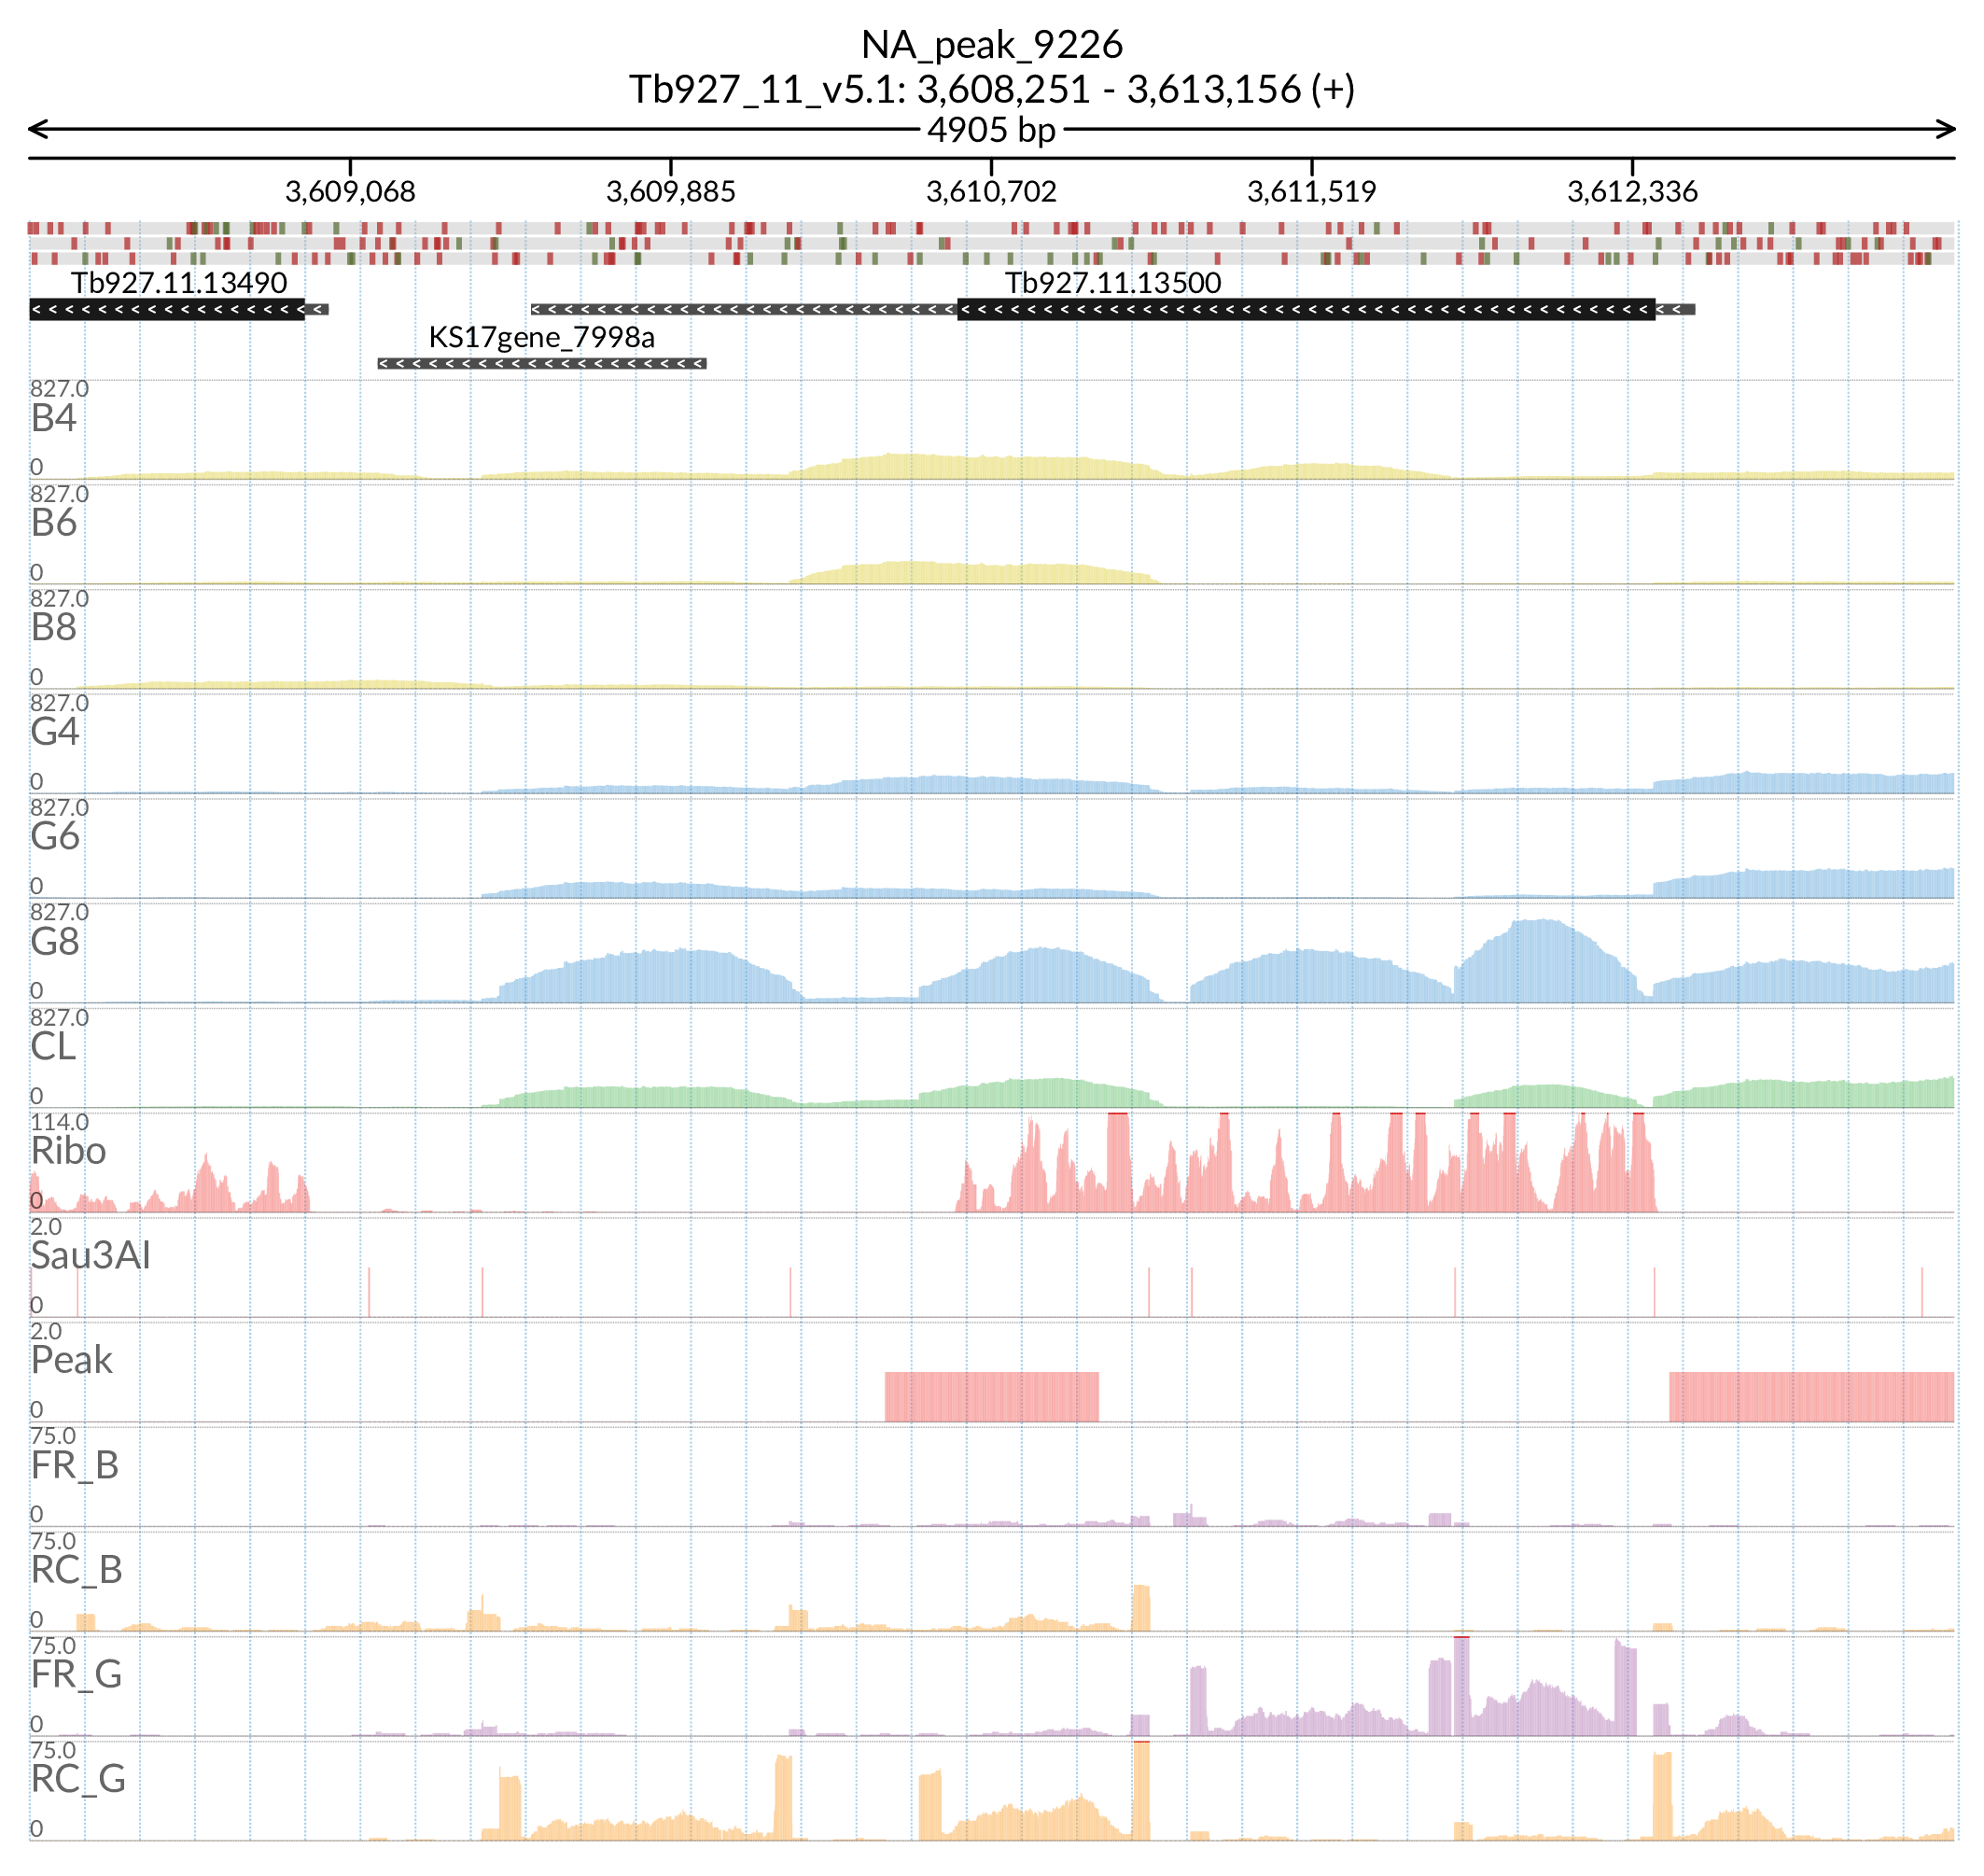 NA_peak_9226
Tb927_11_v5.1: 3,608,251 - 3,613,156 (+)
4905 bp
3,609,068 3,609,885 3,610,702 3,611,519 3,612,336
Tb927.11.13490 Tb927.11.13500
KS17gene_7998a
827.0
B4
0
827.0
B6
0
827.0
B8
0
827.0
G4
0
827.0
G6
0
827.0
G8
0
827.0
CL
0
114.0
Ribo
0
2.0
Sau3AI
0
2.0
Peak
0
75.0
FR_B
0
75.0
RC_B
0
75.0
FR_G
0
75.0
RC_G
0